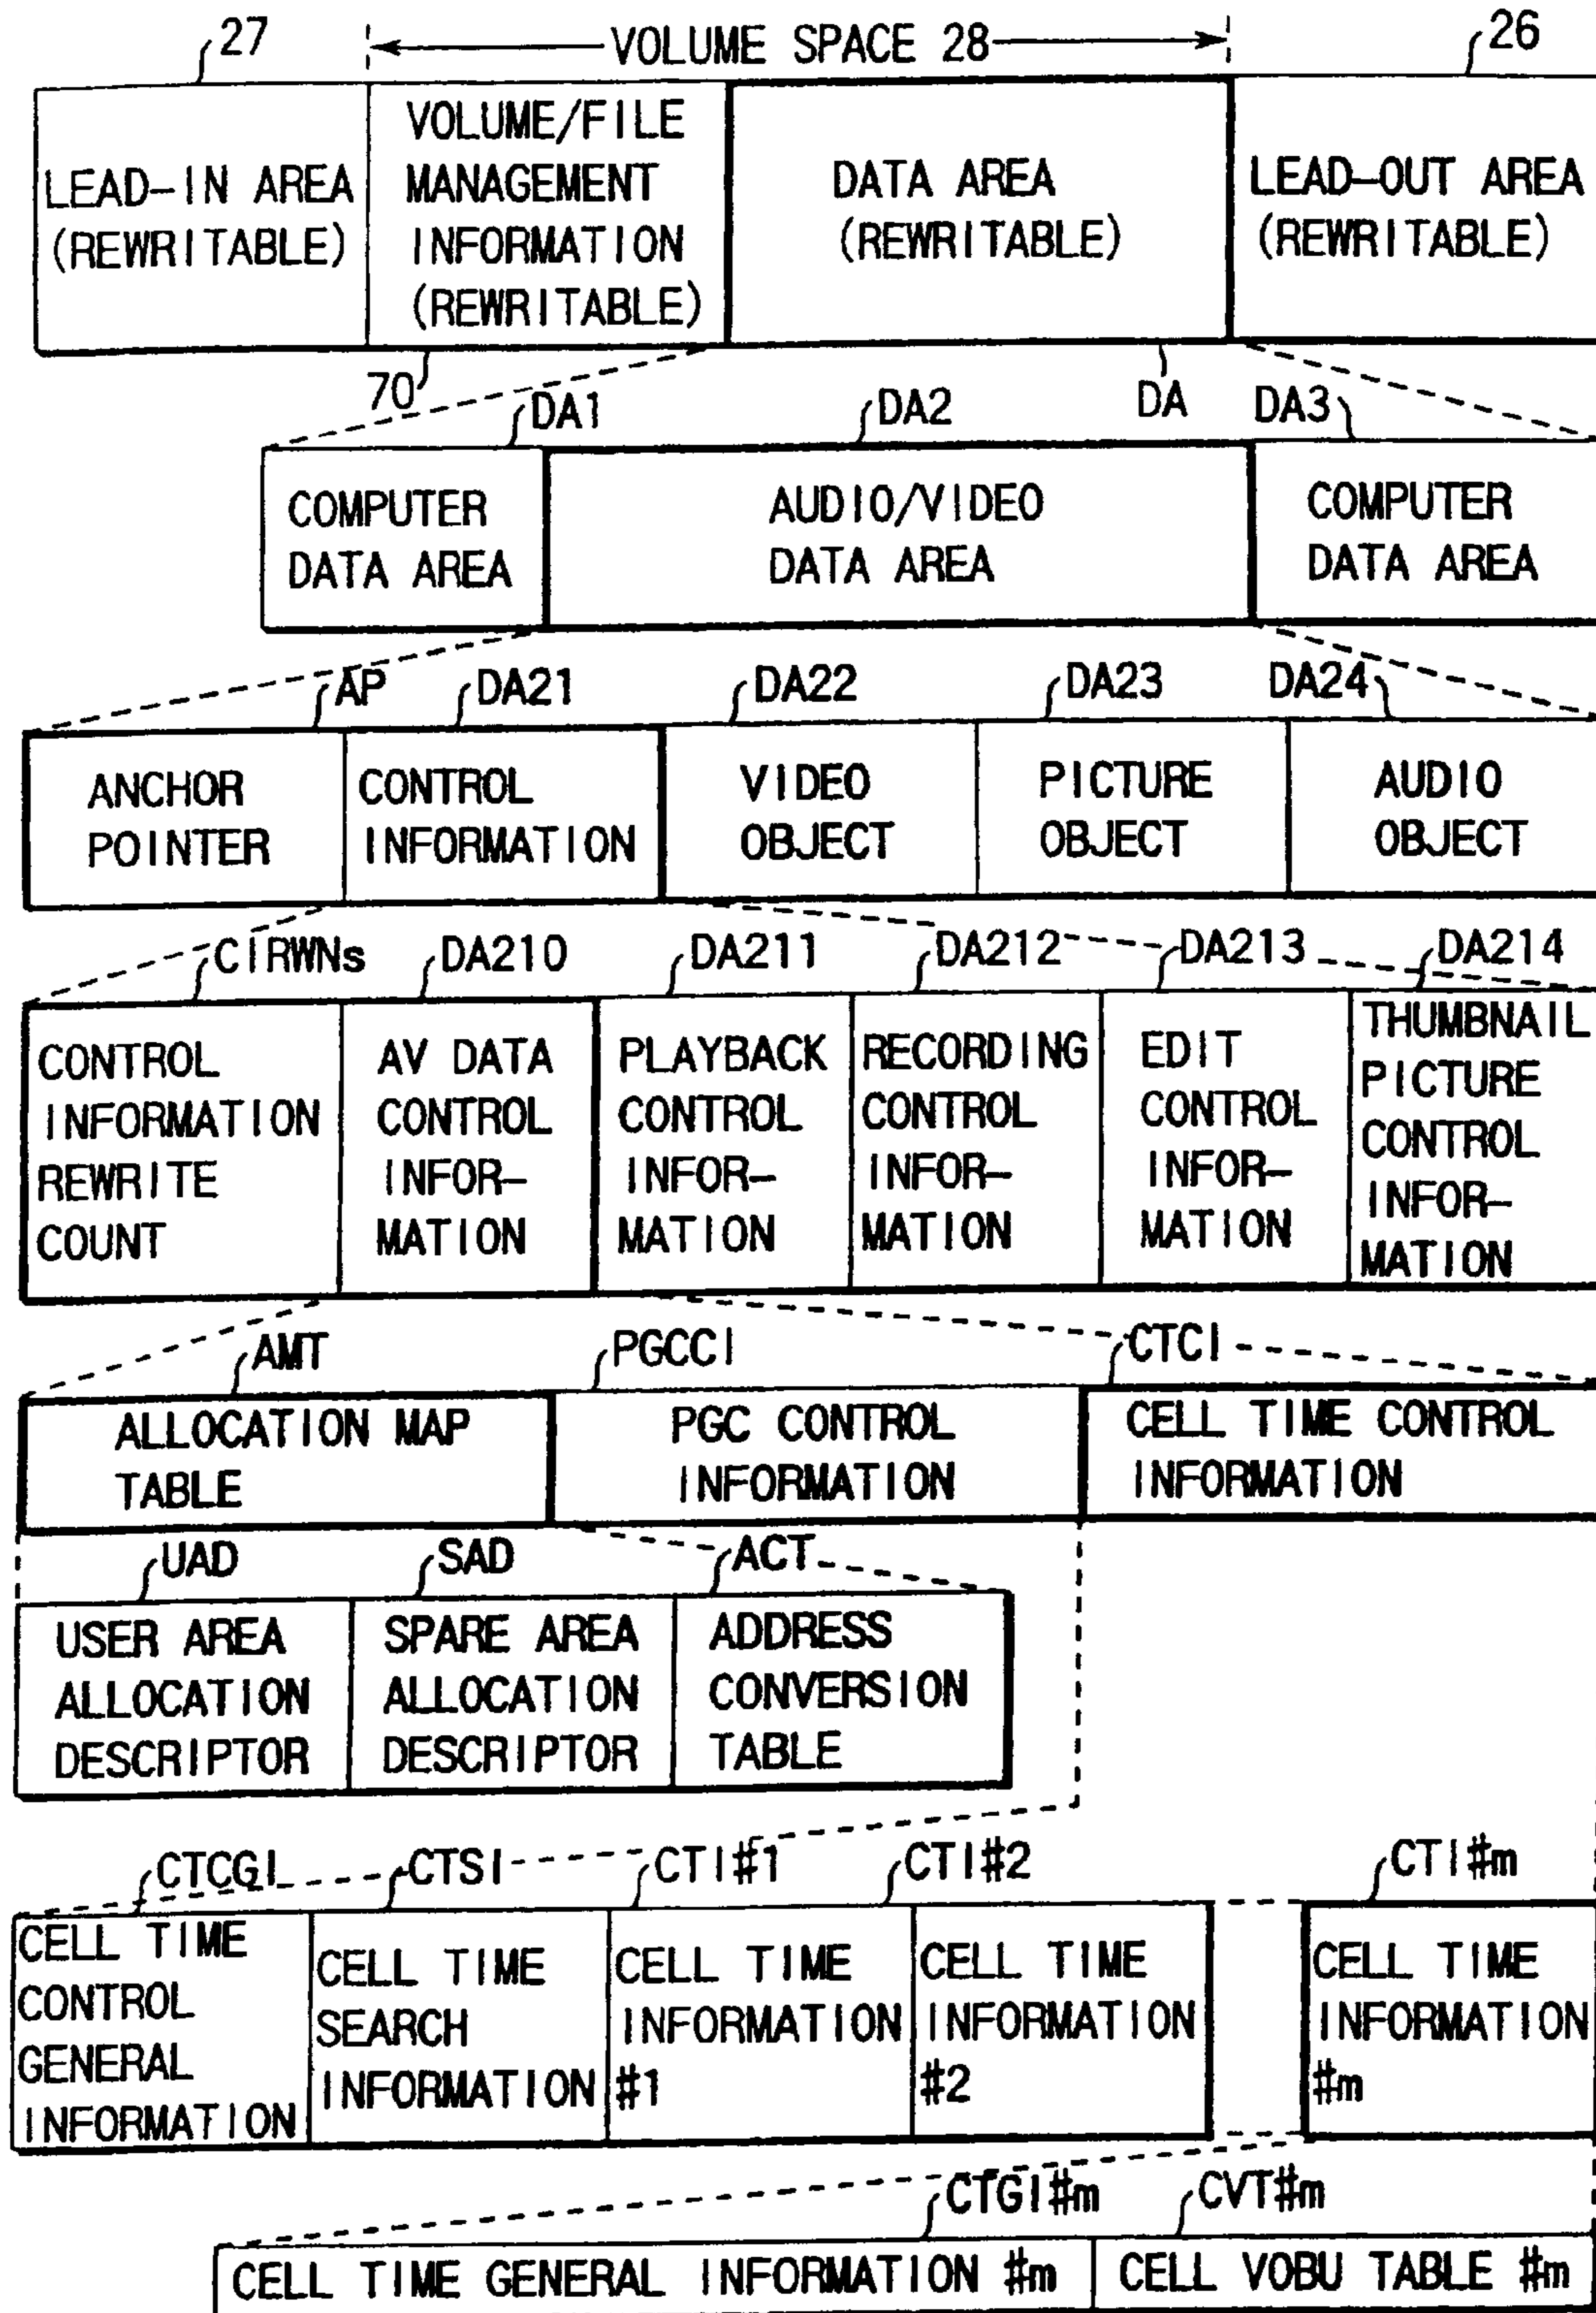 27
VOLUME SPACE 28
26
LEAD-IN AREA
(REWRITABLE)
VOLUME/FILE
MANAGEMENT
INFORMATION
(REWRITABLE)
DATA AREA
(REWRITABLE)
LEAD-OUT AREA
(REWRITABLE)
70
DA
DA1
DA2
DA3
COMPUTER
DATA AREA
AUDIO/VIDEO
DATA AREA
COMPUTER
DATA AREA
AP
DA21
DA22
DA23
DA24
ANCHOR
POINTER
CONTROL
INFORMATION
VIDEO
OBJECT
PICTURE
OBJECT
AUDIO
OBJECT
CIRWNs
DA210
DA211
DA212
DA213
DA214
CONTROL
INFORMATION
REWRITE
COUNT
AV DATA
CONTROL
INFOR-
MATION
PLAYBACK
CONTROL
INFOR-
MATION
RECORDING
CONTROL
INFOR-
MATION
EDIT
CONTROL
INFOR-
MATION
THUMBNAIL
PICTURE
CONTROL
INFOR-
MATION
AMT
PGCCI
CTCI
ALLOCATION MAP
TABLE
PGC CONTROL
INFORMATION
CELL TIME CONTROL
INFORMATION
UAD
SAD
ACT
USER AREA
ALLOCATION
DESCRIPTOR
SPARE AREA
ALLOCATION
DESCRIPTOR
ADDRESS
CONVERSION
TABLE
CTCGI
CTSI
CTI#1
CTI#2
CTI#m
CELL TIME
CONTROL
GENERAL
INFORMATION
CELL TIME
SEARCH
INFORMATION
CELL TIME
INFORMATION
#1
CELL TIME
INFORMATION
#2
CELL TIME
INFORMATION
#m
CTGI#m
CVT#m
CELL TIME GENERAL INFORMATION #m
CELL VOBU TABLE #m